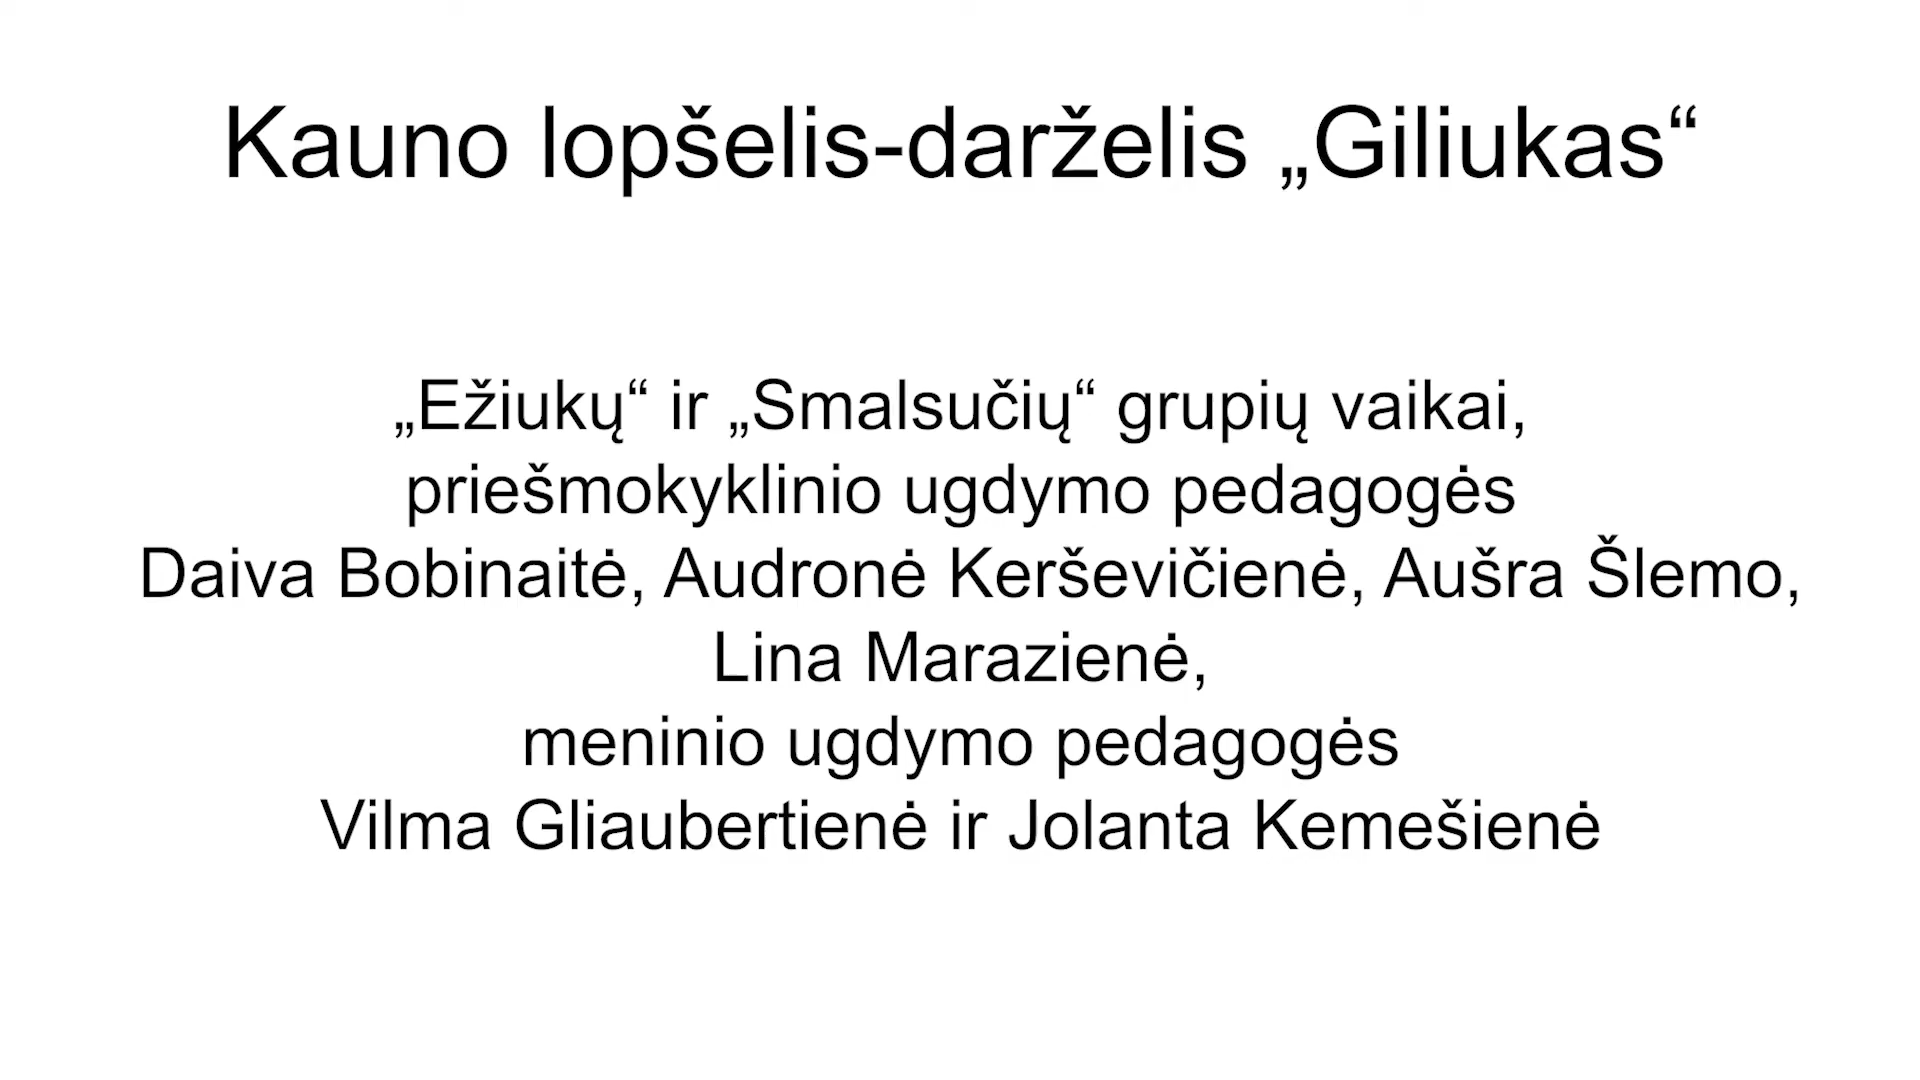 Kauno lopšelis-darželis „Giliukas“
„Ežiukų“ ir „Smalsučių“ grupių vaikai,
priešmokyklinio ugdymo pedagogės
Daiva Bobinaitė, Audronė Kerševičienė, Aušra Šlemo,
Lina Marazienė,
meninio ugdymo pedagogės
Vilma Gliaubertienė ir Jolanta Kemešienė